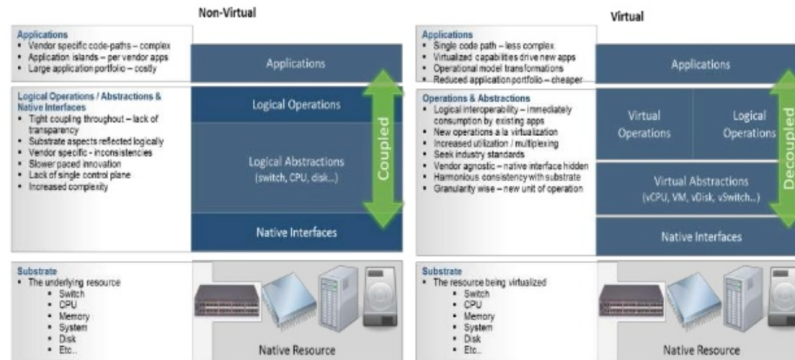 Non-Virtual
Applications
▪ Vendor specific code-paths – complex
▪ Application islands – per vendor apps
▪ Large application portfolio – costly
Applications
Logical Operations / Abstractions &
Native Interfaces
▪ Tight coupling throughout – lack of
transparency
▪ Substrate aspects reflected logically
▪ Vendor specific - inconsistencies
▪ Slower paced innovation
▪ Lack of single control plane
▪ Increased complexity
Logical Operations
Logical Abstractions
(switch, CPU, disk...)
Native Interfaces
Coupled
Substrate
▪ The underlying resource
▪ Switch
▪ CPU
▪ Memory
▪ System
▪ Disk
▪ Etc..
Native Resource
Virtual
Applications
▪ Single code path – less complex
▪ Virtualized capabilities drive new apps
▪ Operational model transformations
▪ Reduced application portfolio – cheaper
Applications
Operations & Abstractions
▪ Logical interoperability – immediately
consumption by existing apps
▪ New operations a la virtualization
▪ Increased utilization / multiplexing
▪ Seek industry standards
▪ Vendor agnostic – native interface hidden
▪ Harmonious consistency with substrate
▪ Granularity wise – new unit of operation
Virtual
Operations
Logical
Operations
Virtual Abstractions
(vCPU, VM, vDisk, vSwitch...)
Native Interfaces
Decoupled
Substrate
▪ The resource being virtualized
▪ Switch
▪ CPU
▪ Memory
▪ System
▪ Disk
▪ Etc..
Native Resource